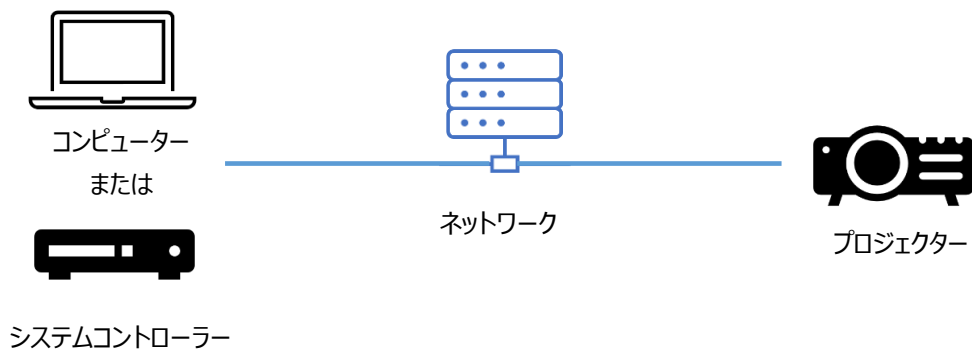 コンピューター
または
ネットワーク
プロジェクター
システムコントローラー